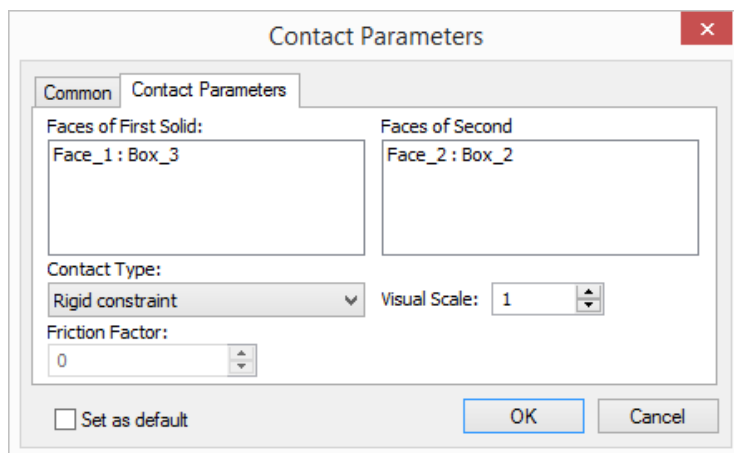 Contact Parameters
Common Contact Parameters
Faces of First Solid: Faces of Second
Face_1 : Box_3 Face_2 : Box_2
Contact Type:
Rigid constraint Visual Scale: 1
Friction Factor:
0
Set as default OK Cancel